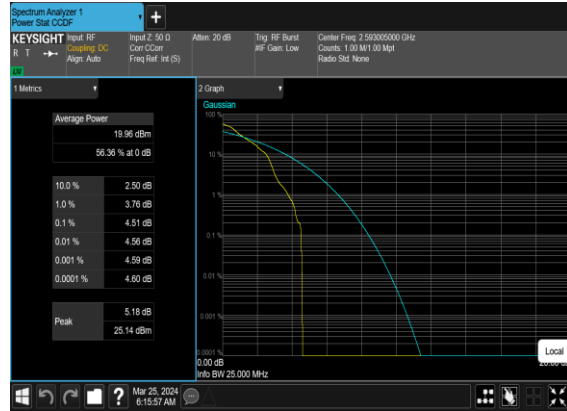 Spectrum Analyzer 1
Power Stat CCDF
+
KEYSIGHT
R T
LV
Input: RF
Coupling: DC
Align: Auto
Input Z: 50 Ω
Corr CCorr
Freq Ref: Int (S)
Atten: 20 dB
Trig: RF Burst
#IF Gain: Low
Center Freq: 2.593005000 GHz
Counts: 1.00 M/1.00 Mpt
Radio Std: None
1 Metrics
Average Power
19.96 dBm
56.36 % at 0 dB
10.0 % 2.50 dB
1.0 % 3.76 dB
0.1 % 4.51 dB
0.01 % 4.56 dB
0.001 % 4.59 dB
0.0001 % 4.60 dB
Peak 5.18 dB
25.14 dBm
2 Graph
Gaussian
100 %
10 %
1 %
0.1 %
0.01 %
0.001 %
0.0001 %
0.00 dB
Info BW 25.000 MHz
Local
?
Mar 25, 2024
6:15:57 AM